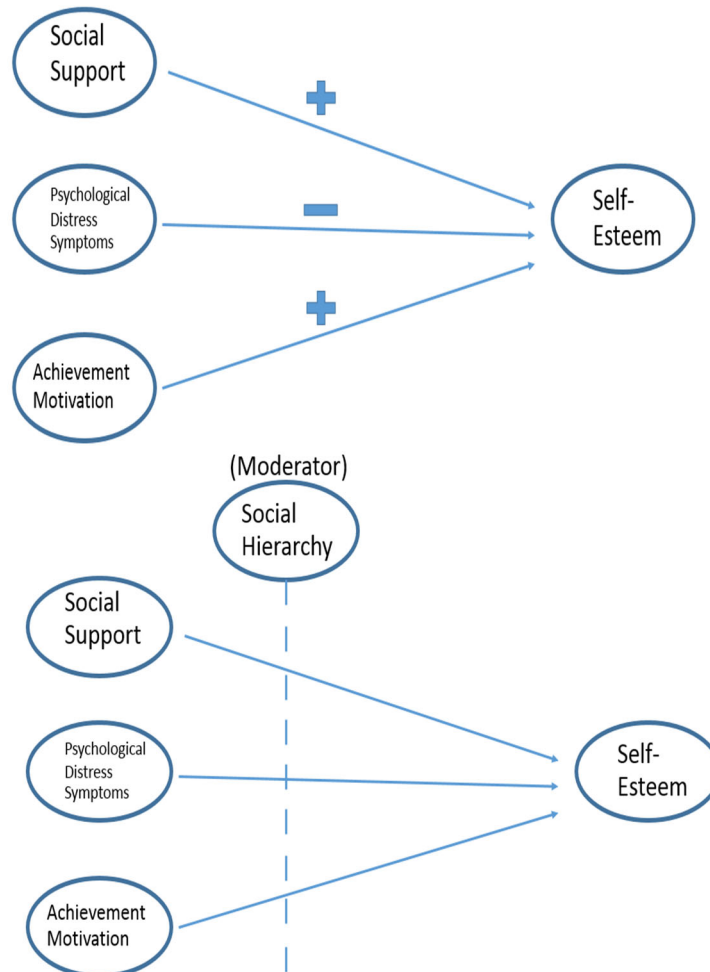 Social
Support
+
Psychological
Distress
Symptoms
−
Self-
Esteem
+
Achievement
Motivation
(Moderator)
Social
Hierarchy
Social
Support
Psychological
Distress
Symptoms
Self-
Esteem
Achievement
Motivation